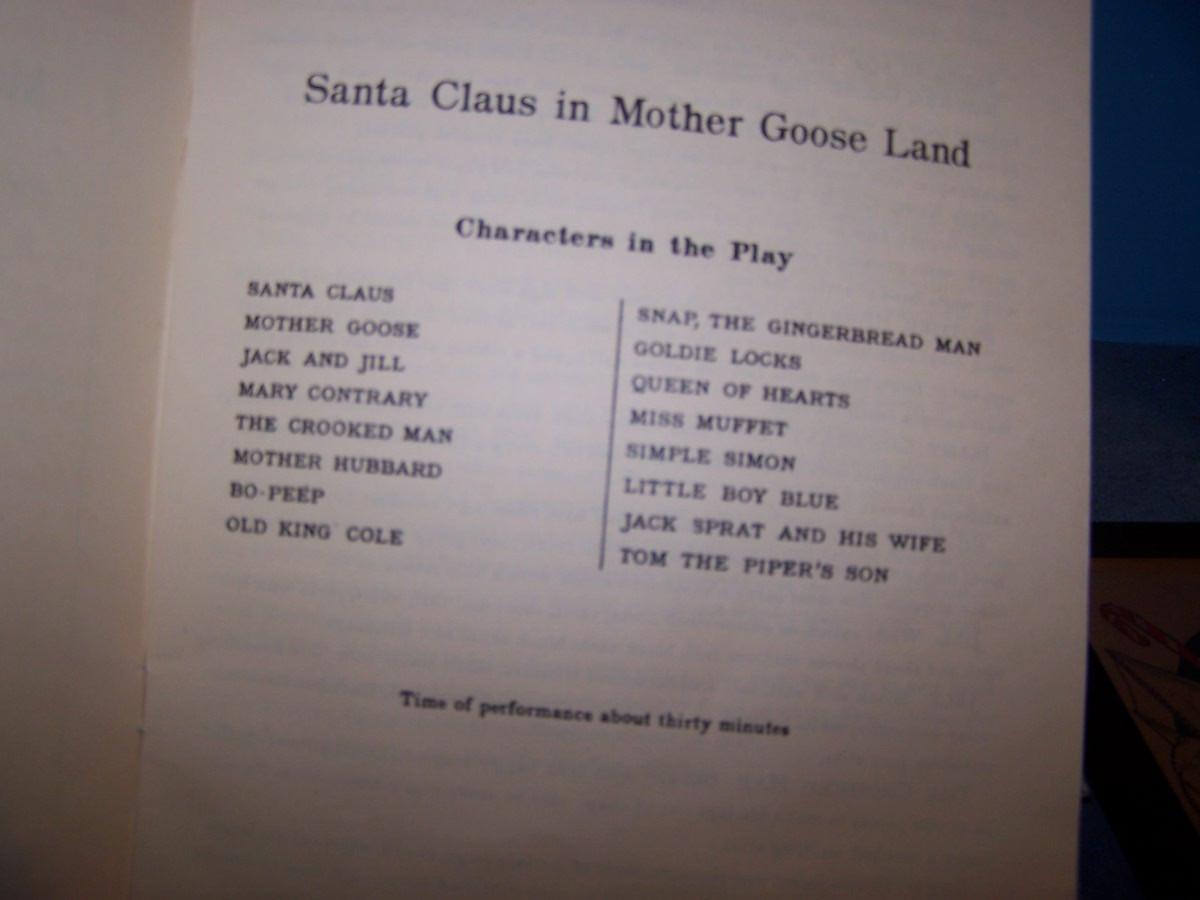 Santa Claus in Mother Goose Land
Characters in the Play
SANTA CLAUS
MOTHER GOOSE
JACK AND JILL
MARY CONTRARY
THE CROOKED MAN
MOTHER HUBBARD
BO-PEEP
OLD KING COLE
SNAP, THE GINGERBREAD MAN
GOLDIE LOCKS
QUEEN OF HEARTS
MISS MUFFET
SIMPLE SIMON
LITTLE BOY BLUE
JACK SPRAT AND HIS WIFE
TOM THE PIPER'S SON
Time of performance about thirty minutes